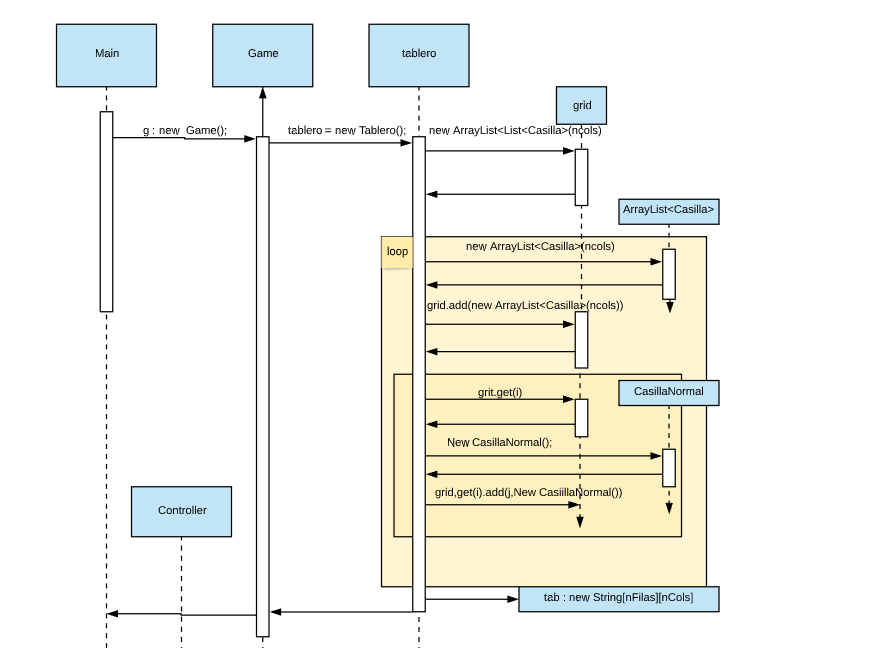 Main
Game
tablero
grid
g : new  Game();
tablero = new Tablero();
new ArrayList<List<Casilla>(ncols)
ArrayList<Casilla>
loop
new ArrayList<Casilla>(ncols)
grid.add(new ArrayList<Casilla>(ncols))
grit.get(i)
CasillaNormal
New CasillaNormal();
grid,get(i).add(j,New CasiillaNormal())
Controller
tab : new String[nFilas][nCols]